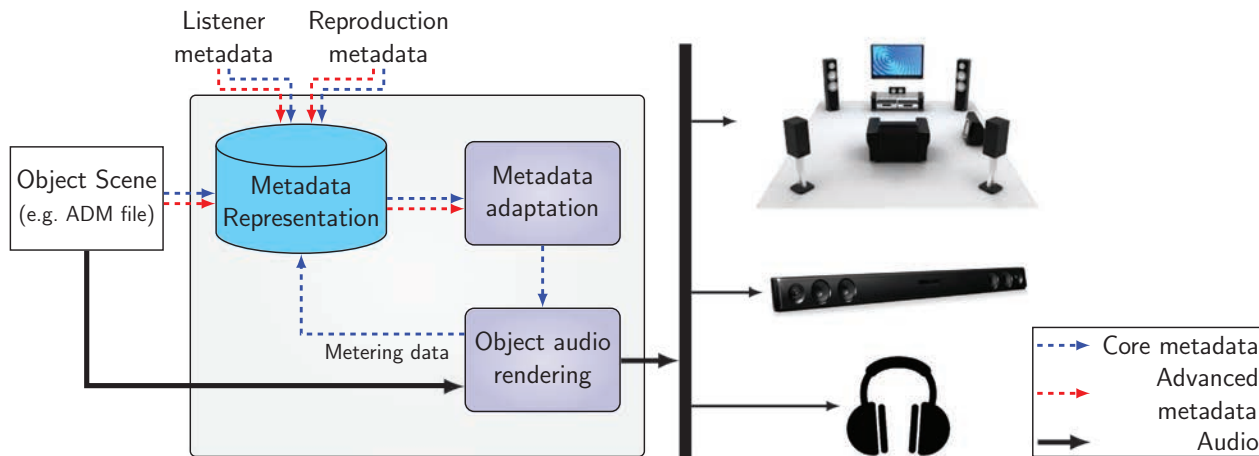 Listener
metadata
Reproduction
metadata
Object Scene
(e.g. ADM file)
Metadata
Representation
Metadata
adaptation
Metering data
Object audio
rendering
Core metadata
Advanced
metadata
Audio